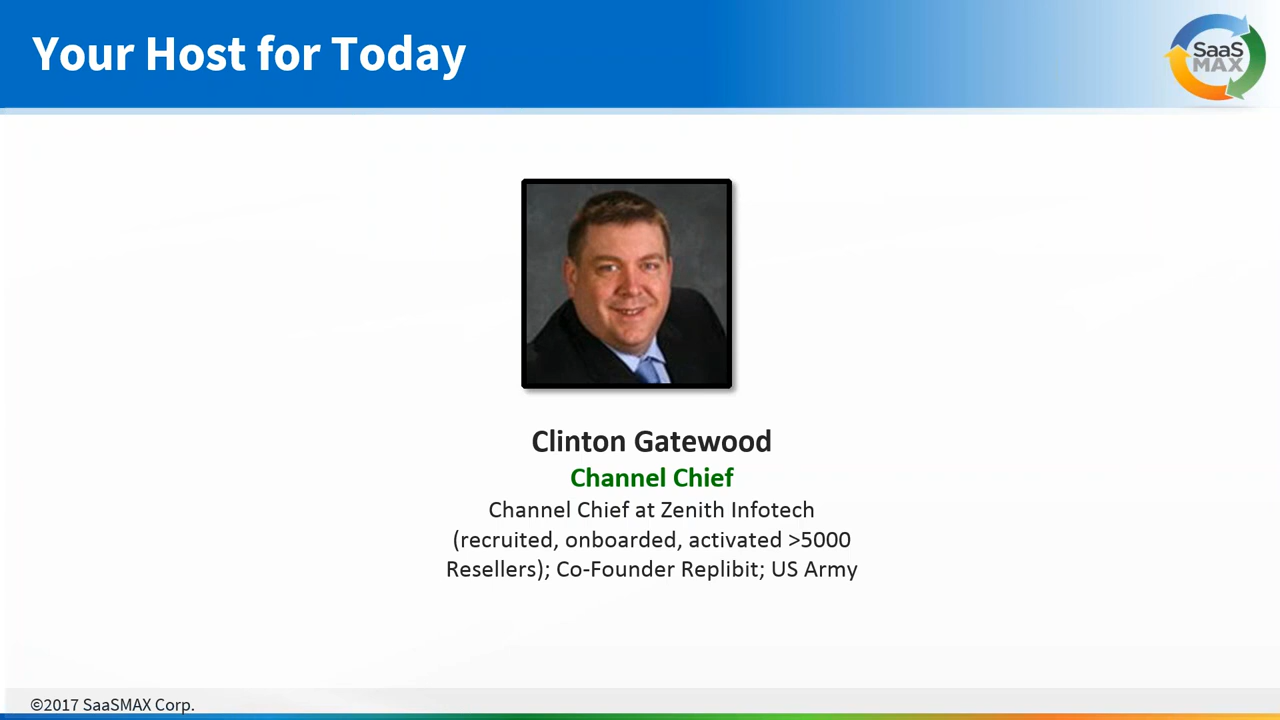 Your Host for Today
SaaS
MAX
Clinton Gatewood
Channel Chief
Channel Chief at Zenith Infotech
(recruited, onboarded, activated >5000
Resellers); Co-Founder Replibit; US Army
©2017 SaaSMAX Corp.